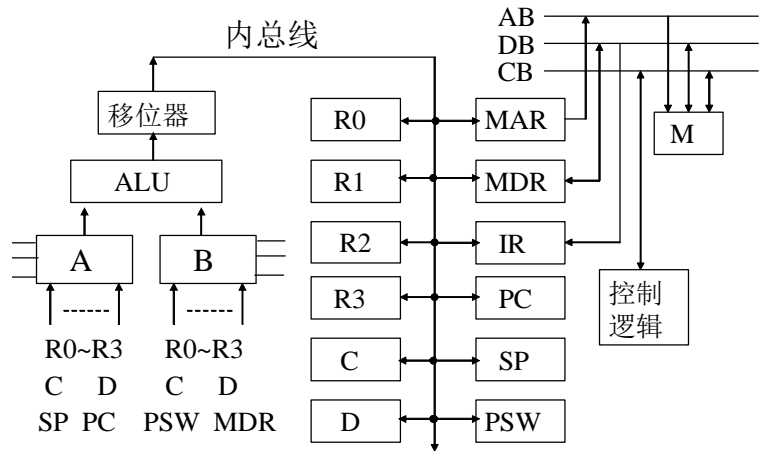 AB
DB
CB
内总线
移位器
ALU
A
B
R0~R3
C D
SP PC
R0~R3
C D
PSW MDR
R0
R1
R2
R3
C
D
MAR
MDR
IR
PC
SP
PSW
M
控制
逻辑